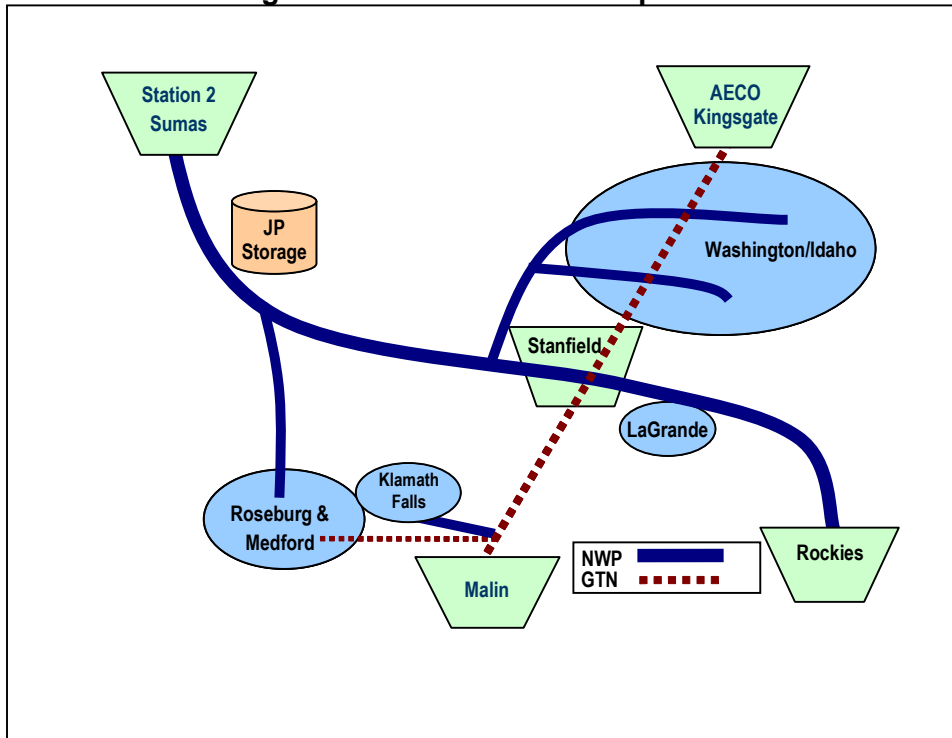 Station 2
Sumas
AECO
Kingsgate
JP
Storage
Washington/Idaho
Stanfield
LaGrande
Klamath
Falls
Roseburg &
Medford
Malin
NWP
GTN
Rockies